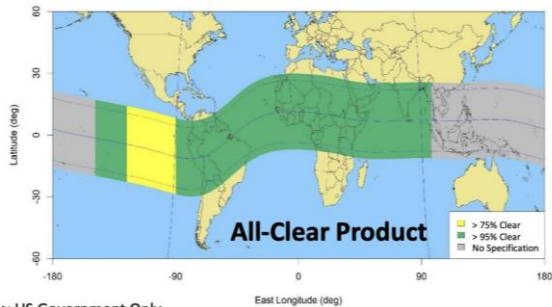 60
30
0
-30
-60
Latitude (deg)
All-Clear Product
> 75% Clear
> 95% Clear
No Specification
-180
-90
0
90
180
East Longitude (deg)
US Government Only